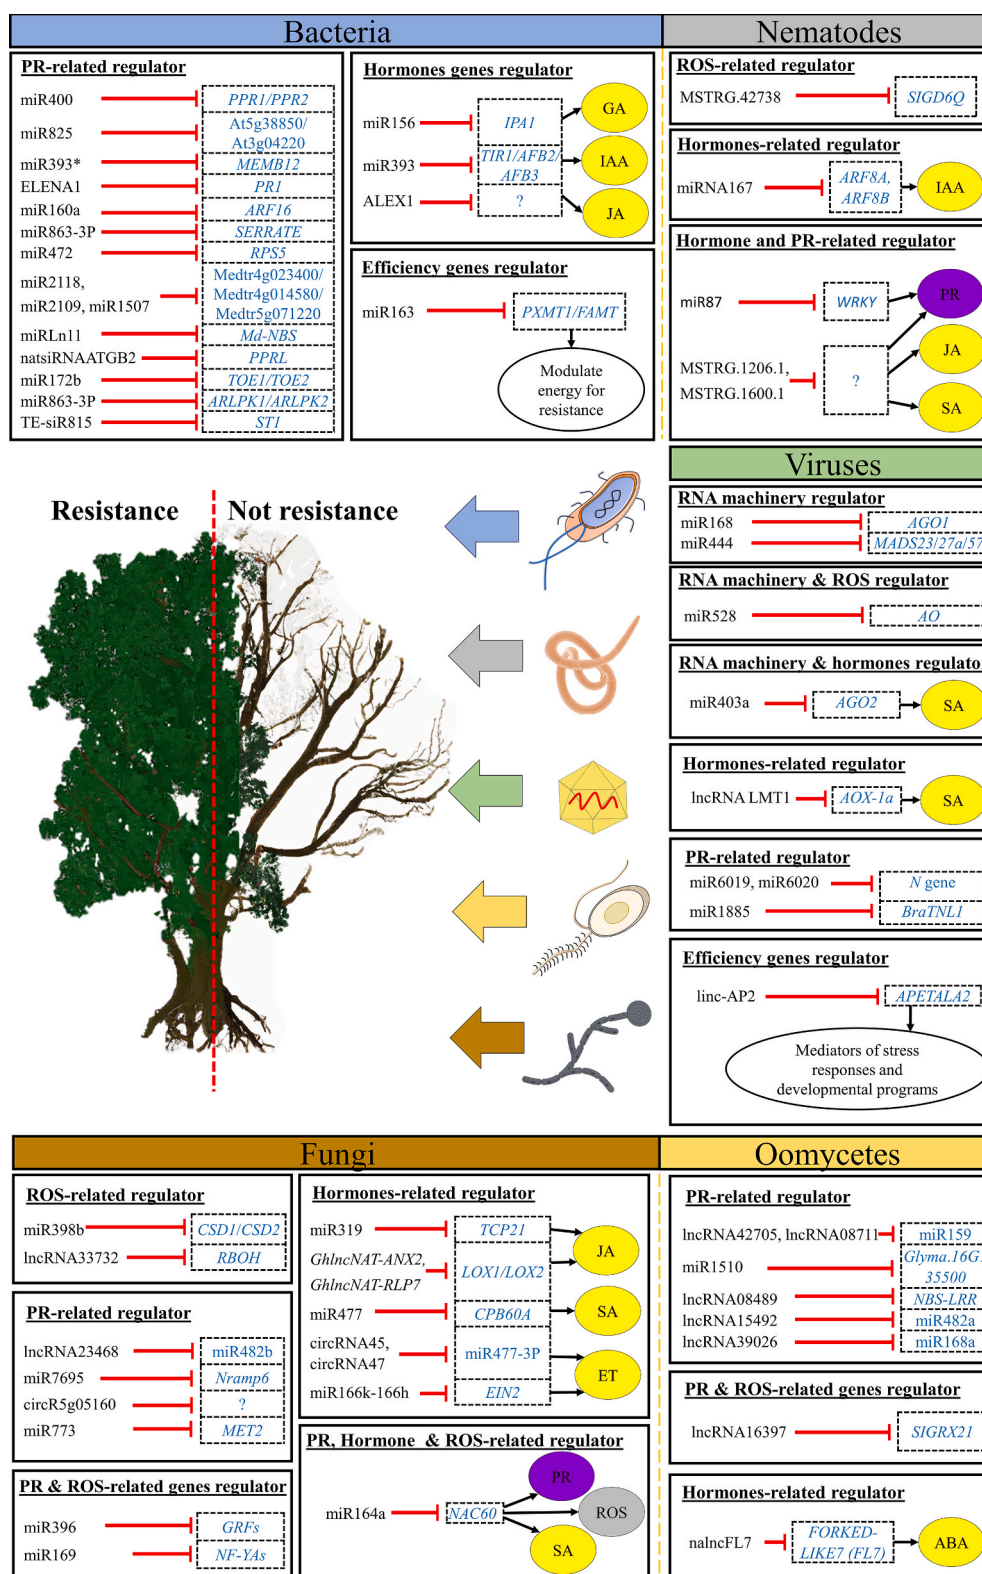 Bacteria
PR-related regulator
miR400
PPR1/PPR2
miR825
At5g38850/
At3g04220
miR393*
MEMB12
ELENA1
PR1
miR160a
ARF16
miR863-3P
SERRATE
miR472
RPS5
miR2118,
miR2109, miR1507
Medtr4g023400/
Medtr4g014580/
Medtr5g071220
miRLn11
Md-NBS
natsiRNAATGB2
PPRL
miR172b
TOE1/TOE2
miR863-3P
ARLPK1/ARLPK2
TE-siR815
ST1
Hormones genes regulator
miR156
IPA1
GA
miR393
TIR1/AFB2/
AFB3
IAA
ALEX1
?
JA
Efficiency genes regulator
miR163
PXMT1/FAMT
Modulate
energy for
resistance
Nematodes
ROS-related regulator
MSTRG.42738
SIGD6Q
Hormones-related regulator
miRNA167
ARF8A,
ARF8B
IAA
Hormone and PR-related regulator
miR87
WRKY
PR
MSTRG.1206.1,
MSTRG.1600.1
?
JA
SA
Resistance
Not resistance
Viruses
RNA machinery regulator
miR168
AGO1
miR444
MADS23/27a/57
RNA machinery & ROS regulator
miR528
AO
RNA machinery & hormones regulator
miR403a
AGO2
SA
Hormones-related regulator
lncRNA LMT1
AOX-1a
SA
PR-related regulator
miR6019, miR6020
N gene
miR1885
BraTNL1
Efficiency genes regulator
linc-AP2
APETALA2
Mediators of stress
responses and
developmental programs
Fungi
ROS-related regulator
miR398b
CSD1/CSD2
lncRNA33732
RBOH
PR-related regulator
lncRNA23468
miR482b
miR7695
Nramp6
circR5g05160
?
miR773
MET2
PR & ROS-related genes regulator
miR396
GRFs
miR169
NF-YAs
Hormones-related regulator
miR319
TCP21
JA
GhlncNAT-ANX2,
GhlncNAT-RLP7
LOX1/LOX2
miR477
CPB60A
SA
circRNA45,
circRNA47
miR477-3P
ET
miR166k-166h
EIN2
PR, Hormone & ROS-related regulator
miR164a
NAC60
PR
ROS
SA
Oomycetes
PR-related regulator
lncRNA42705, lncRNA08711
miR159
miR1510
Glyma.16G1
35500
lncRNA08489
NBS-LRR
lncRNA15492
miR482a
lncRNA39026
miR168a
PR & ROS-related genes regulator
lncRNA16397
SIGRX21
Hormones-related regulator
nalncFL7
FORKED-
LIKE7 (FL7)
ABA